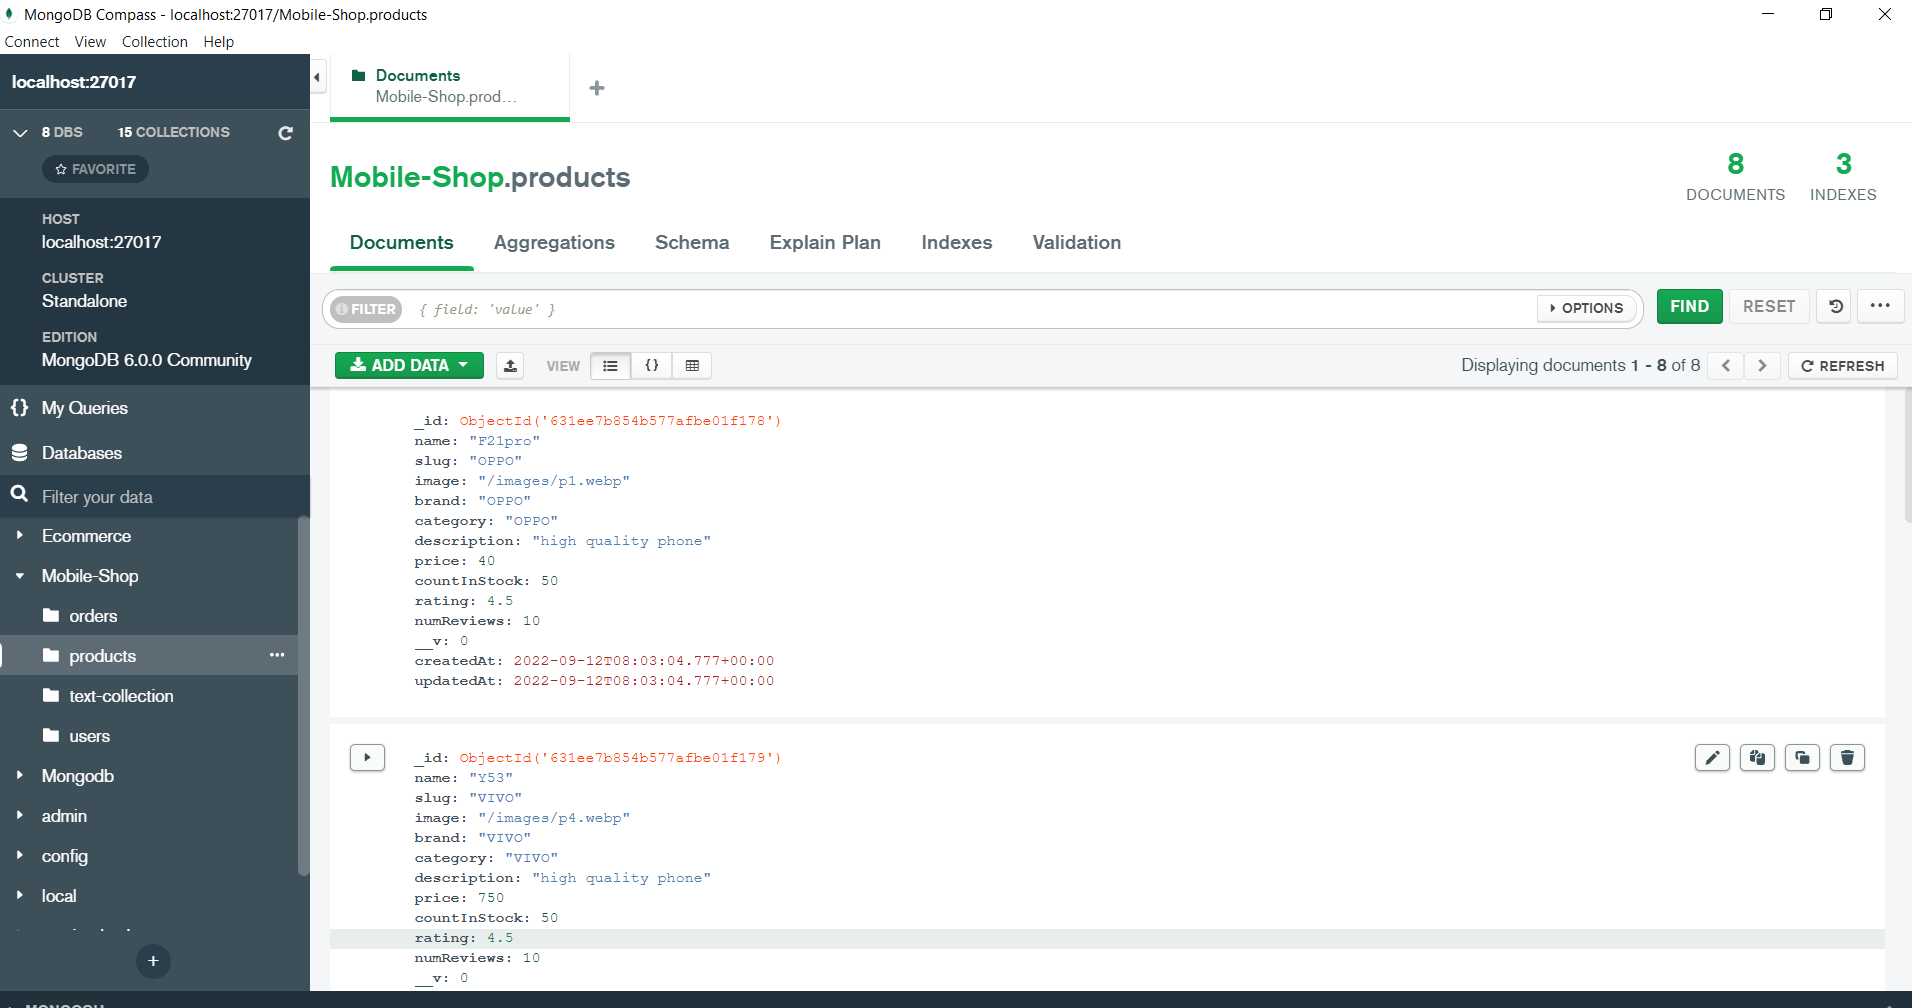 MongoDB Compass - localhost:27017/Mobile-Shop.products
Connect View Collection Help
localhost:27017
8 DBS 15 COLLECTIONS
FAVORITE
HOST
localhost:27017
CLUSTER
Standalone
EDITION
MongoDB 6.0.0 Community
{} My Queries
Databases
Filter your data
Ecommerce
Mobile-Shop
orders
products
text-collection
users
Mongodb
admin
config
local
Documents
Mobile-Shop.prod...
Mobile-Shop.products
8
DOCUMENTS
3
INDEXES
Documents Aggregations Schema Explain Plan Indexes Validation
FILTER { field: 'value' } OPTIONS FIND RESET
ADD DATA VIEW {} Displaying documents 1 - 8 of 8 REFRESH
_id: ObjectId('631ee7b854b577afbe01f178')
name: "F21pro"
slug: "OPPO"
image: "/images/p1.webp"
brand: "OPPO"
category: "OPPO"
description: "high quality phone"
price: 40
countInStock: 50
rating: 4.5
numReviews: 10
__v: 0
createdAt: 2022-09-12T08:03:04.777+00:00
updatedAt: 2022-09-12T08:03:04.777+00:00
_id: ObjectId('631ee7b854b577afbe01f179')
name: "Y53"
slug: "VIVO"
image: "/images/p4.webp"
brand: "VIVO"
category: "VIVO"
description: "high quality phone"
price: 750
countInStock: 50
rating: 4.5
numReviews: 10
__v: 0